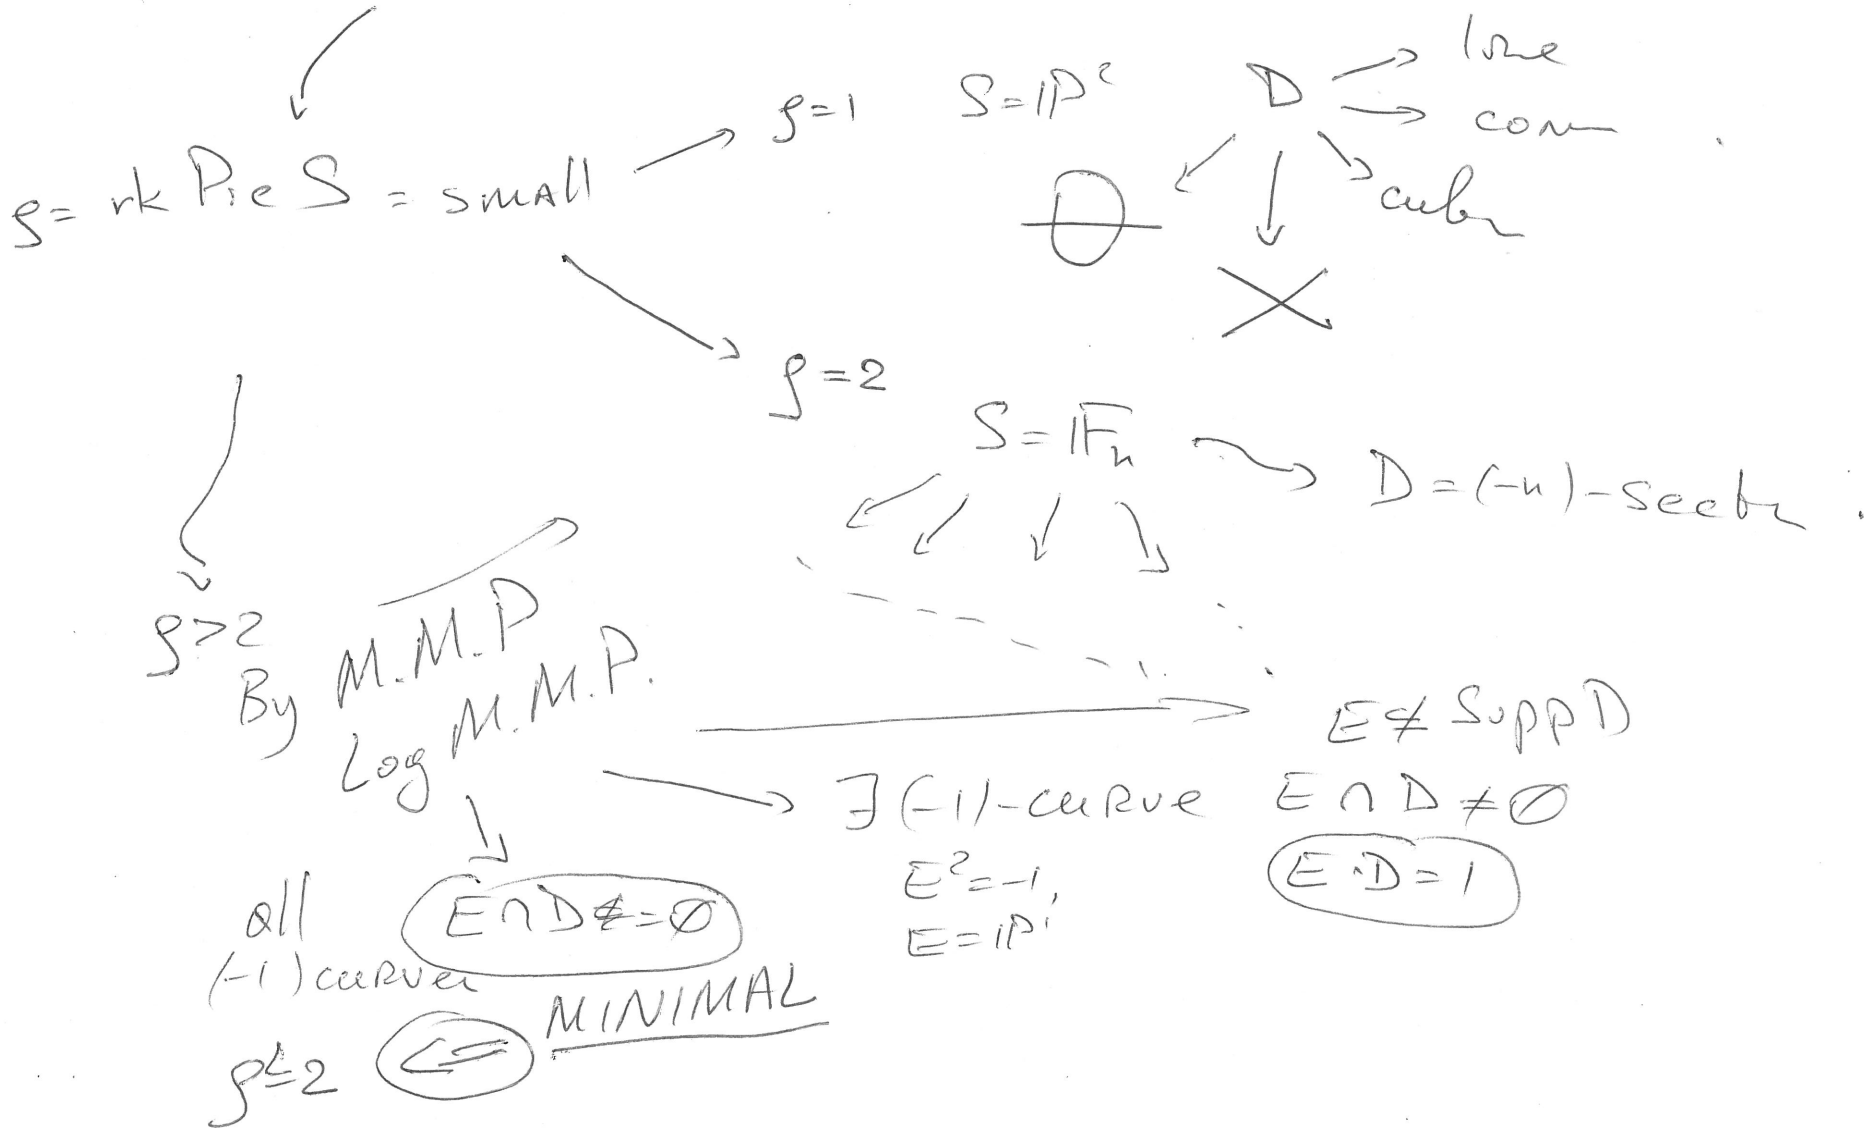 ρ = rk Pic S = small
ρ=1 S=ℙ² D
line
conic
cubic
ρ=2
S = 𝔽ₙ
D = (-n)-section
ρ>2
By M.M.P
Log M.M.P.
E ⊄ Supp D
∃ (-1)-curve E ∩ D ≠ ∅
E² = -1,
E = ℙ¹
E·D = 1
all E ∩ D = ∅
(-1) curves
MINIMAL
ρ ≤ 2 ⇐